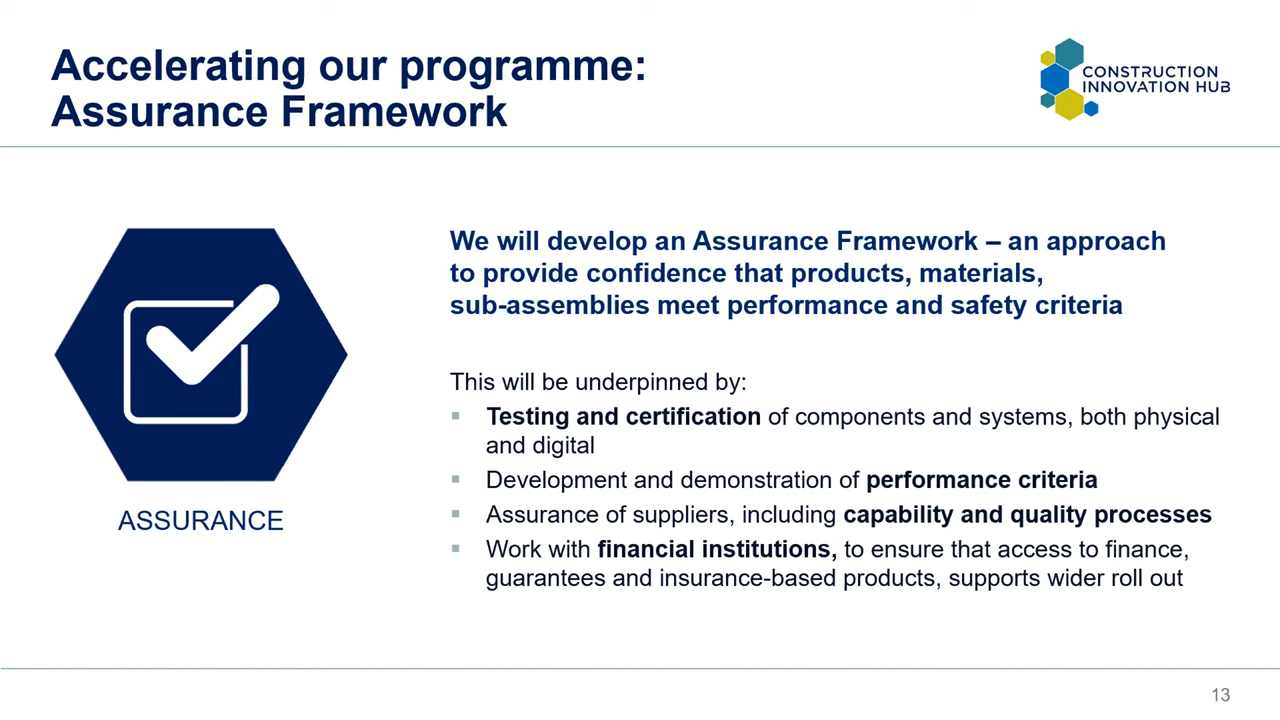 Accelerating our programme:
Assurance Framework
CONSTRUCTION
INNOVATION HUB
We will develop an Assurance Framework – an approach
to provide confidence that products, materials,
sub-assemblies meet performance and safety criteria
This will be underpinned by:
▪ Testing and certification of components and systems, both physical
and digital
▪ Development and demonstration of performance criteria
▪ Assurance of suppliers, including capability and quality processes
▪ Work with financial institutions, to ensure that access to finance,
guarantees and insurance-based products, supports wider roll out
ASSURANCE
13